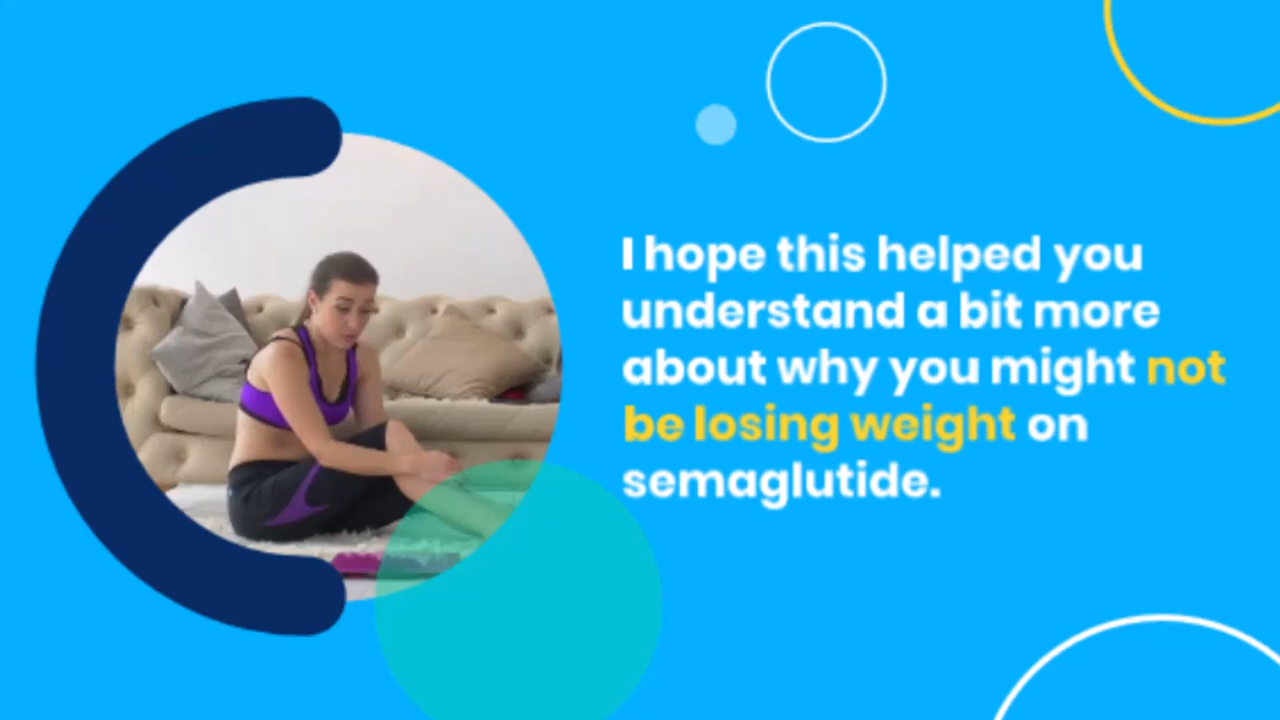 I hope this helped you
understand a bit more
about why you might not
be losing weight on
semaglutide.